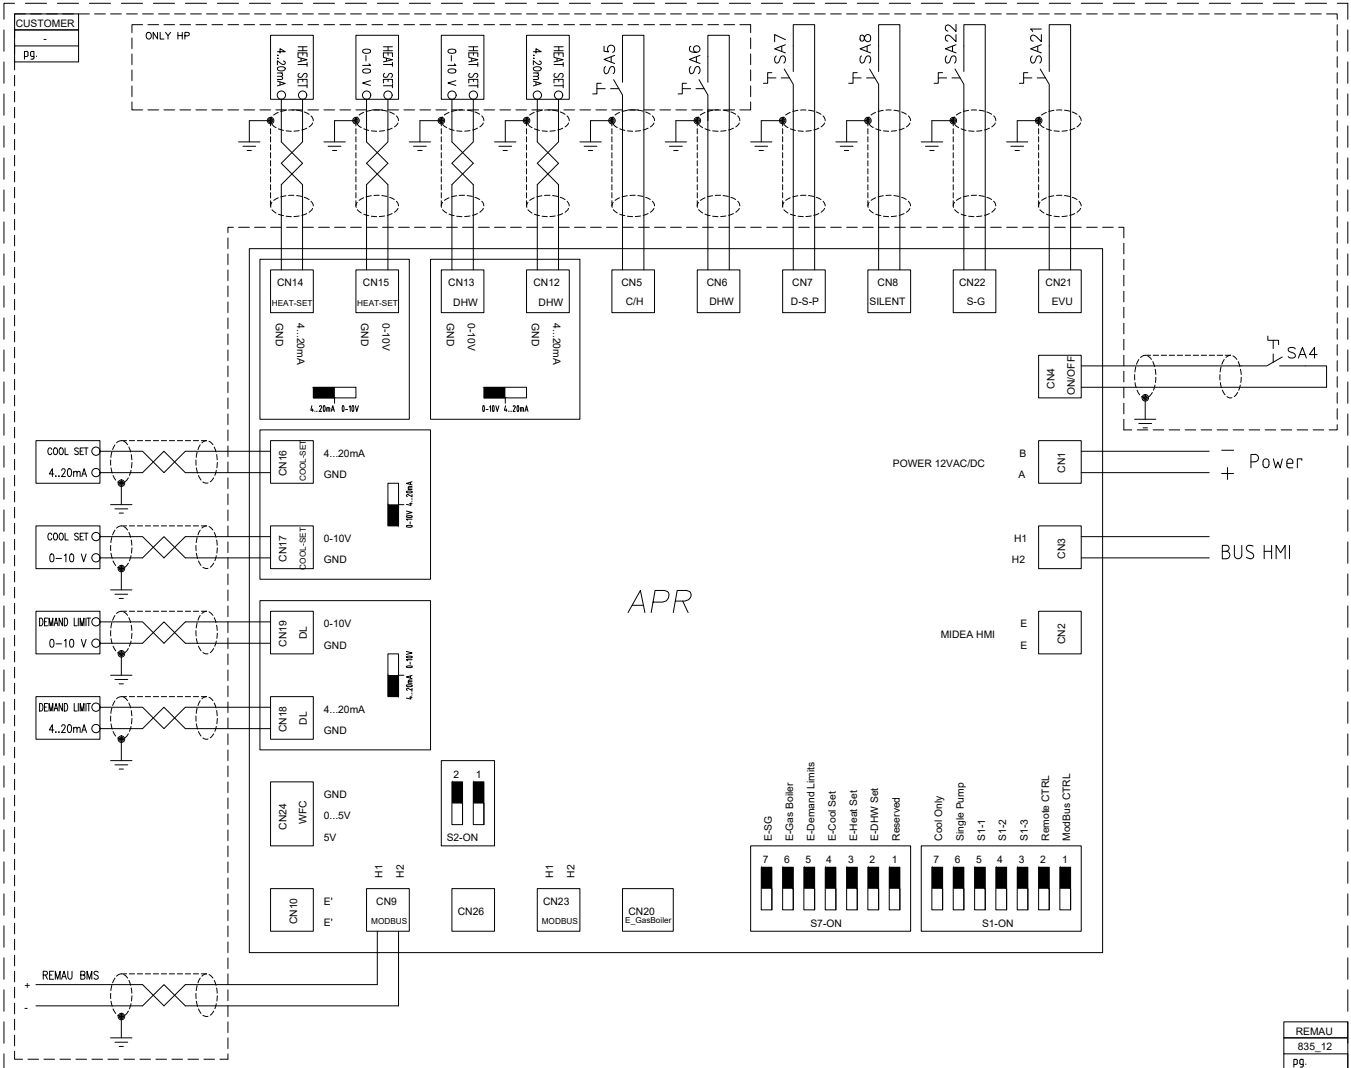 CUSTOMER
-
pg.
ONLY HP
HEAT SET
4..20mA
HEAT SET
0-10 V
HEAT SET
0-10 V
HEAT SET
4..20mA
SA5
SA6
SA7
SA8
SA22
SA21
CN14
HEAT-SET
CN15
HEAT-SET
CN13
DHW
CN12
DHW
CN5
C/H
CN6
DHW
CN7
D-S-P
CN8
SILENT
CN22
S-G
CN21
EVU
GND
4...20mA
GND
0-10V
GND
0-10V
GND
4...20mA
4..20mA 0-10V
0-10V 4..20mA
CN4
ON/OFF
SA4
COOL SET
4..20mA
CN16
COOL-SET
4...20mA
GND
0-10V 4..20mA
COOL SET
0-10 V
CN17
COOL-SET
0-10V
GND
POWER 12VAC/DC
B
A
CN1
-
+
Power
H1
H2
CN3
BUS HMI
APR
DEMAND LIMIT
0-10 V
CN19
DL
0-10V
GND
4..20mA 0-10V
MIDEA HMI
E
E
CN2
DEMAND LIMIT
4..20mA
CN18
DL
4...20mA
GND
CN24
WFC
GND
0...5V
5V
2 1
S2-ON
E-SG
E-Gas Boiler
E-Demand Limits
E-Cool Set
E-Heat Set
E-DHW Set
Reserved
7 6 5 4 3 2 1
S7-ON
Cool Only
Single Pump
S1-1
S1-2
S1-3
Remote CTRL
ModBus CTRL
7 6 5 4 3 2 1
S1-ON
CN10
E'
E'
H1
H2
CN9
MODBUS
CN26
H1
H2
CN23
MODBUS
CN20
E_GasBoiler
REMAU BMS
+
-
REMAU
835_12
pg.